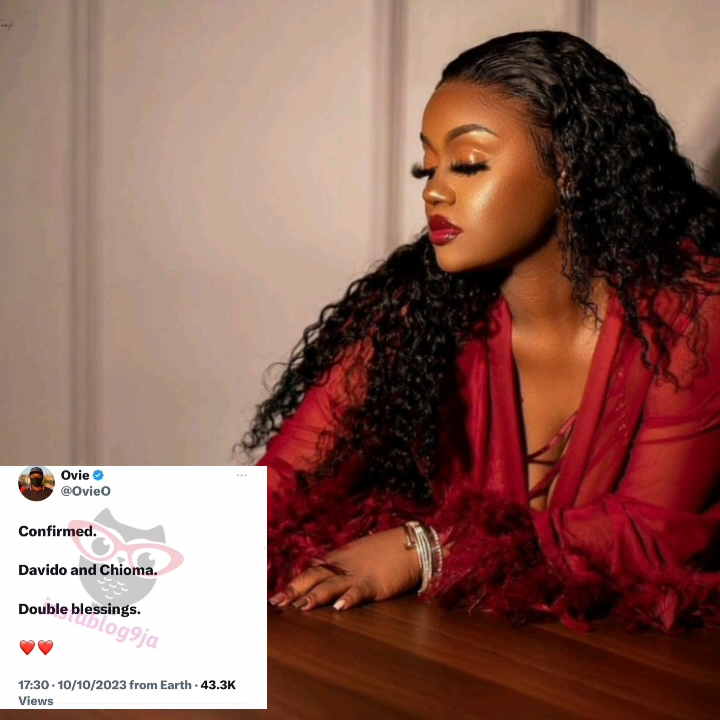 Ovie
@OvieO
Confirmed.
Davido and Chioma.
Double blessings.
❤️❤️
17:30 · 10/10/2023 from Earth · 43.3K
Views
instablog9ja